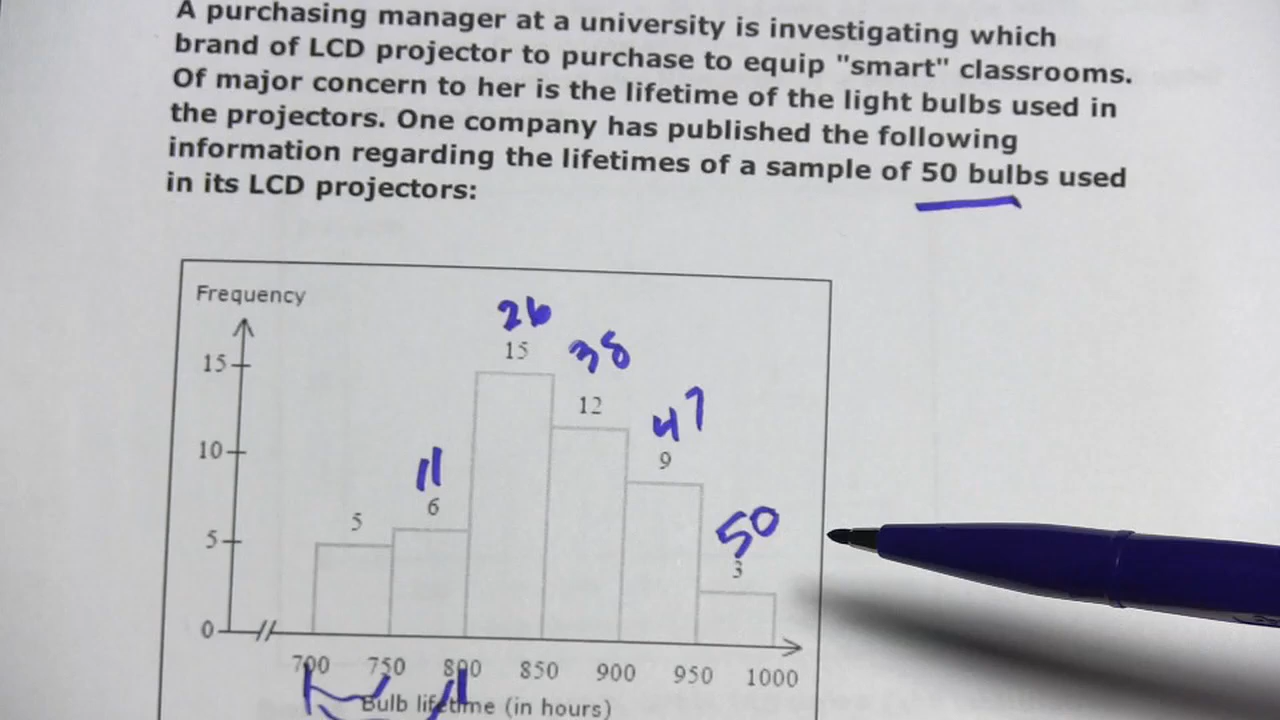 A purchasing manager at a university is investigating which
brand of LCD projector to purchase to equip "smart" classrooms.
Of major concern to her is the lifetime of the light bulbs used in
the projectors. One company has published the following
information regarding the lifetimes of a sample of 50 bulbs used
in its LCD projectors:
Frequency
26
15 15
38
12
47
10
9
11
6
5
50
5
3
0
700 750 800 850 900 950 1000
Bulb lifetime (in hours)